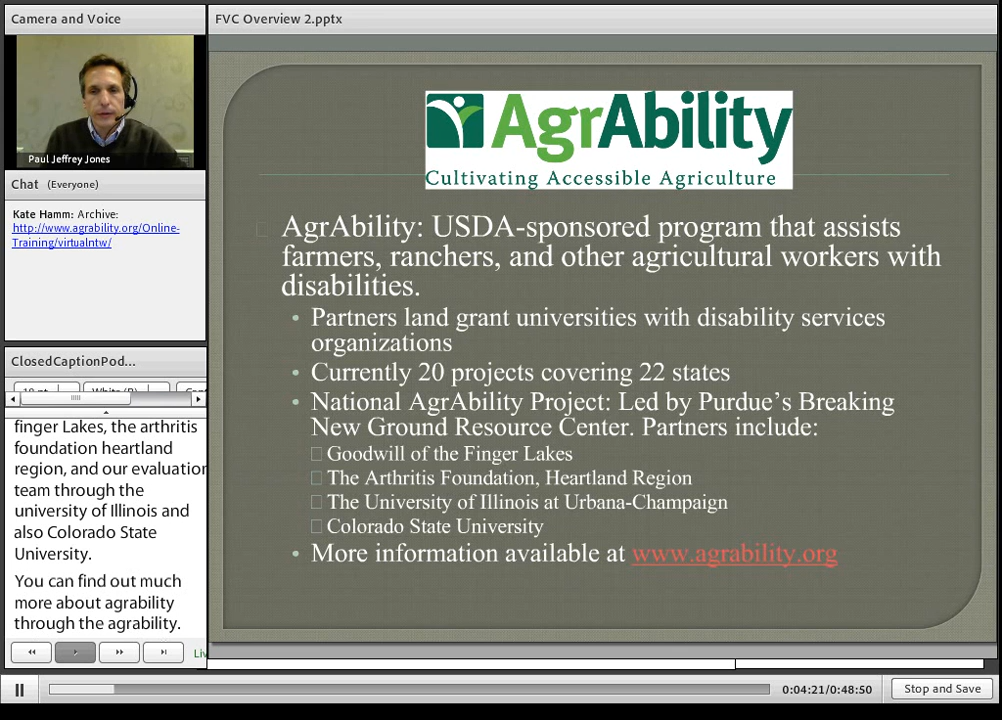 Camera and Voice
Paul Jeffrey Jones
Chat (Everyone)
Kate Hamm: Archive:
http://www.agrability.org/Online-
Training/virtualntw/
ClosedCaptionPod...
finger Lakes, the arthritis
foundation heartland
region, and our evaluation
team through the
university of Illinois and
also Colorado State
University.
You can find out much
more about agrability
through the agrability.
FVC Overview 2.pptx
AgrAbility
Cultivating Accessible Agriculture
AgrAbility: USDA-sponsored program that assists
farmers, ranchers, and other agricultural workers with
disabilities.
• Partners land grant universities with disability services
organizations
• Currently 20 projects covering 22 states
• National AgrAbility Project: Led by Purdue’s Breaking
New Ground Resource Center. Partners include:
Goodwill of the Finger Lakes
The Arthritis Foundation, Heartland Region
The University of Illinois at Urbana-Champaign
Colorado State University
• More information available at www.agrability.org
0:04:21/0:48:50
Stop and Save